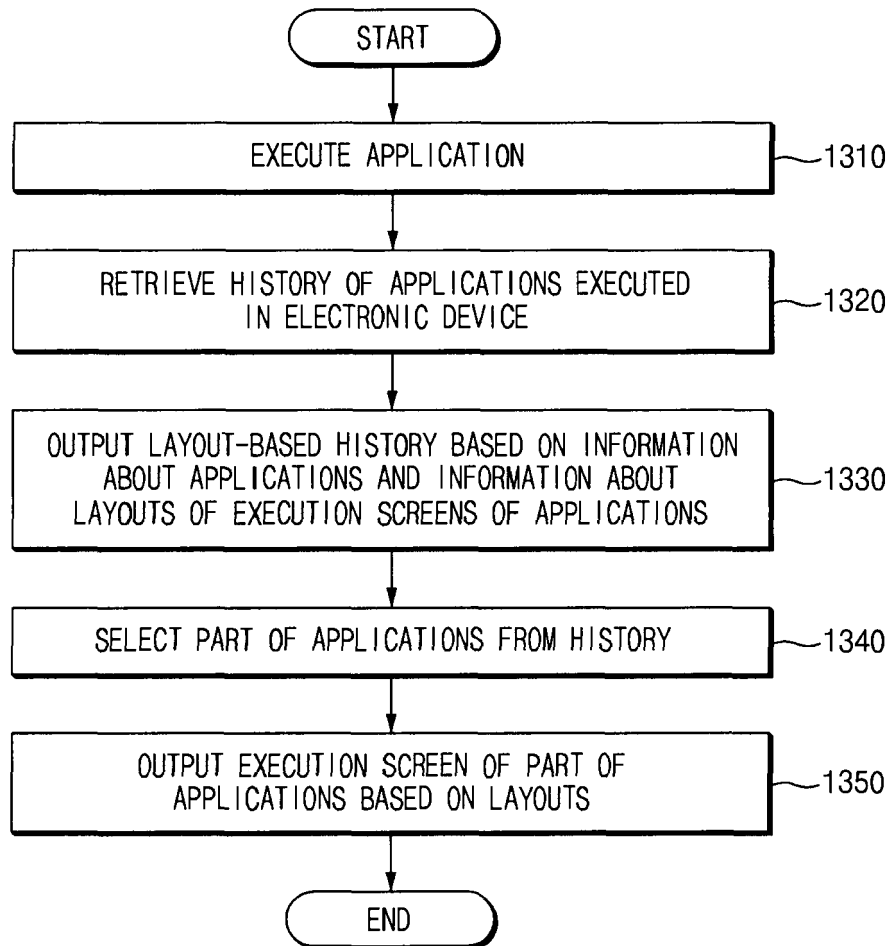 START
EXECUTE APPLICATION
1310
RETRIEVE HISTORY OF APPLICATIONS EXECUTED
IN ELECTRONIC DEVICE
1320
OUTPUT LAYOUT-BASED HISTORY BASED ON INFORMATION
ABOUT APPLICATIONS AND INFORMATION ABOUT
LAYOUTS OF EXECUTION SCREENS OF APPLICATIONS
1330
SELECT PART OF APPLICATIONS FROM HISTORY
1340
OUTPUT EXECUTION SCREEN OF PART OF
APPLICATIONS BASED ON LAYOUTS
1350
END